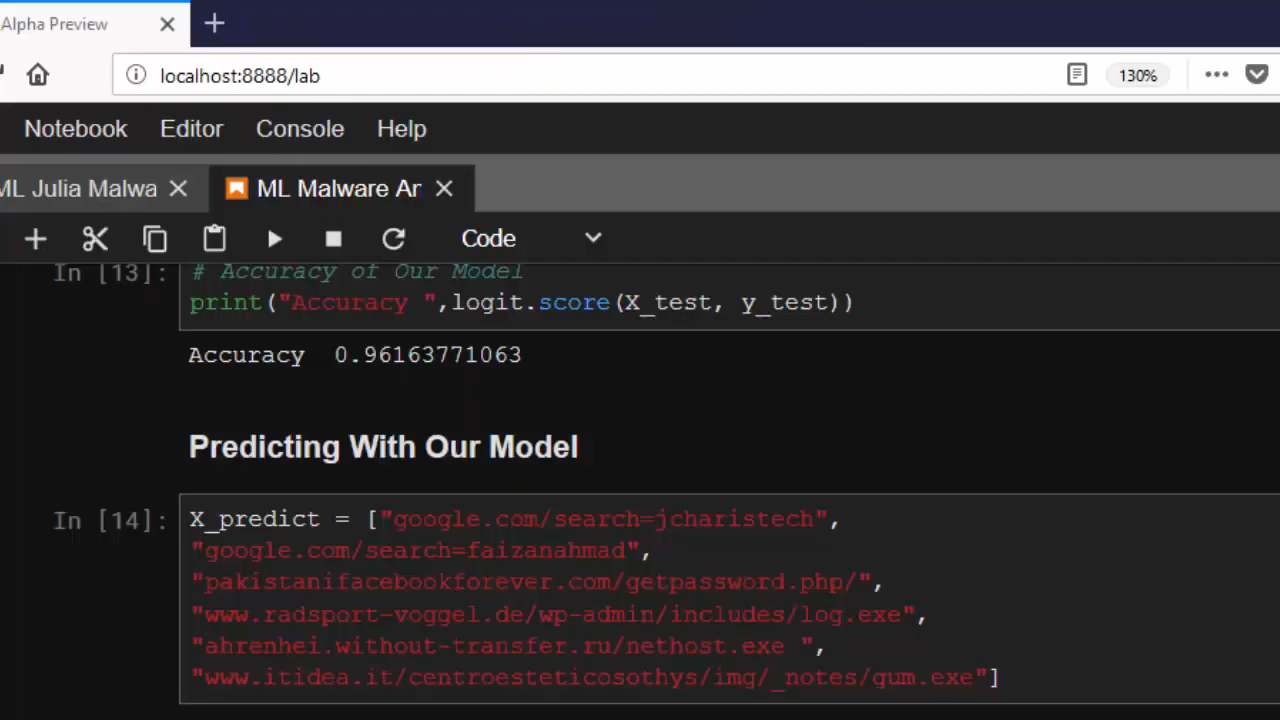 Alpha Preview
localhost:8888/lab
130%
Notebook Editor Console Help
ML Julia Malwa
ML Malware Ar
Code
In [13]: # Accuracy of Our Model
print("Accuracy ",logit.score(X_test, y_test))
Accuracy  0.96163771063
Predicting With Our Model
In [14]: X_predict = ["google.com/search=jcharistech",
"google.com/search=faizanahmad",
"pakistanifacebookforever.com/getpassword.php/",
"www.radsport-voggel.de/wp-admin/includes/log.exe",
"ahrenhei.without-transfer.ru/nethost.exe ",
"www.itidea.it/centroesteticosothys/img/_notes/gum.exe"]